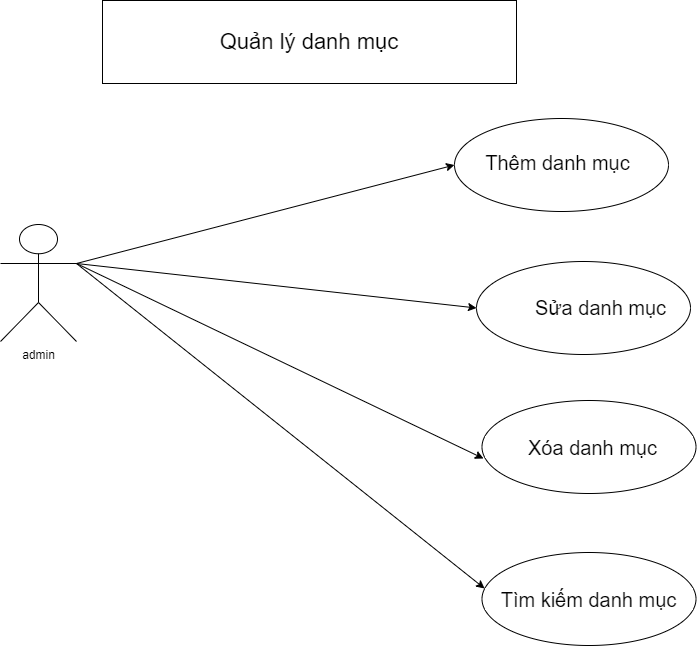 Quản lý danh mục
Thêm danh mục
Sửa danh mục
admin
Xóa danh mục
Tìm kiếm danh mục